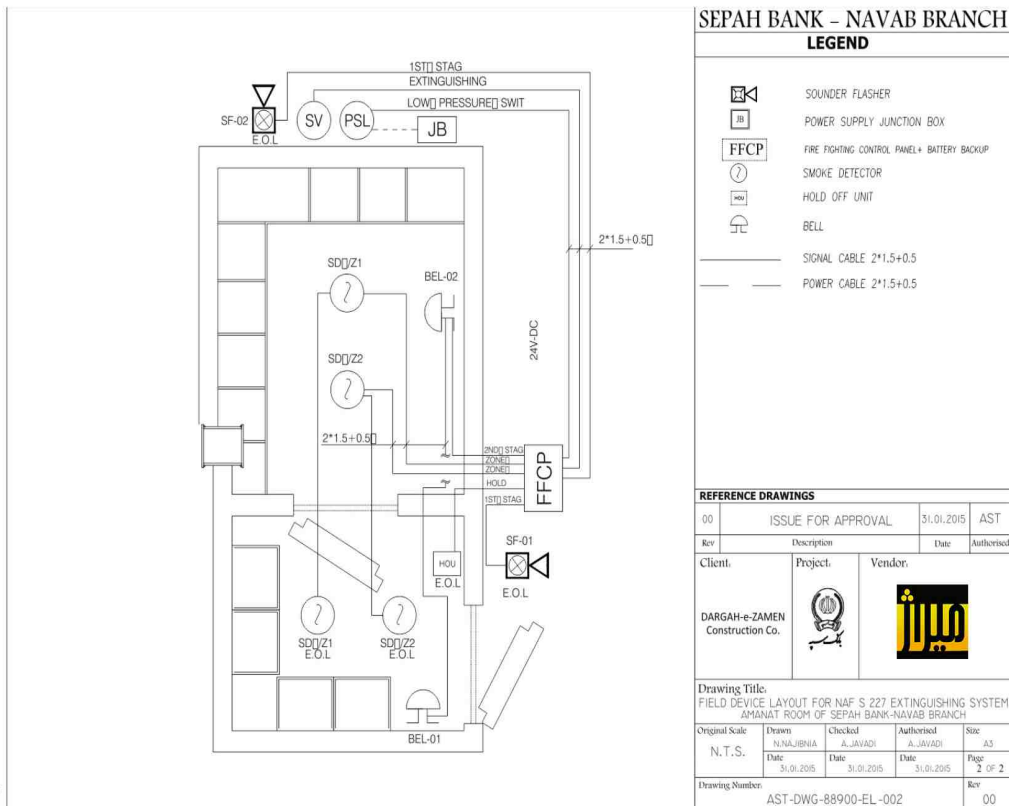 SEPAH BANK – NAVAB BRANCH
LEGEND
SOUNDER FLASHER
JB
POWER SUPPLY JUNCTION BOX
FFCP
FIRE FIGHTING CONTROL PANEL+ BATTERY BACKUP
SMOKE DETECTOR
HOU
HOLD OFF UNIT
BELL
SIGNAL CABLE 2*1.5+0.5
POWER CABLE 2*1.5+0.5
1ST▯ STAG
EXTINGUISHING
LOW▯ PRESSURE▯ SWIT
SF-02
SV
PSL
JB
E.O.L
2*1.5+0.5▯
SD▯/Z1
BEL-02
24V-DC
SD▯/Z2
2*1.5+0.5▯
2ND▯ STAG
ZONE▯
ZONE▯
HOLD
1ST▯ STAG
FFCP
SF-01
HOU
E.O.L
E.O.L
SD▯/Z1
E.O.L
SD▯/Z2
E.O.L
BEL-01
REFERENCE DRAWINGS
00 ISSUE FOR APPROVAL 31.01.2015 AST
Rev Description Date Authorised
Client: Project: Vendor:
DARGAH-e-ZAMEN
Construction Co.
بانک سپه
میراژ
Drawing Title:
FIELD DEVICE LAYOUT FOR NAF S 227 EXTINGUISHING SYSTEM
AMANAT ROOM OF SEPAH BANK-NAVAB BRANCH
Original Scale Drawn Checked Authorised Size
N.T.S. N.NAJIBNIA A.JAVADI A.JAVADI A3
Date Date Date Page
31.01.2015 31.01.2015 31.01.2015 2 OF 2
Drawing Number: Rev
AST-DWG-88900-EL-002 00